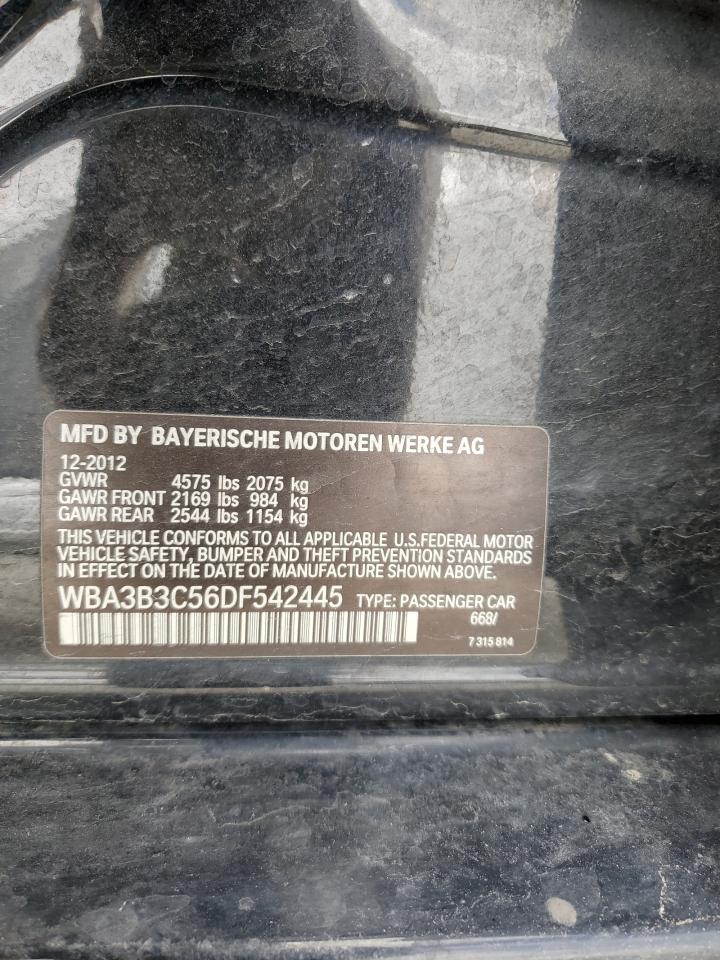 MFD BY BAYERISCHE MOTOREN WERKE AG
12-2012
GVWR 4575 lbs 2075 kg
GAWR FRONT 2169 lbs 984 kg
GAWR REAR 2544 lbs 1154 kg
THIS VEHICLE CONFORMS TO ALL APPLICABLE U.S.FEDERAL MOTOR
VEHICLE SAFETY, BUMPER AND THEFT PREVENTION STANDARDS
IN EFFECT ON THE DATE OF MANUFACTURE SHOWN ABOVE.
WBA3B3C56DF542445 TYPE: PASSENGER CAR
668/
7 315 814